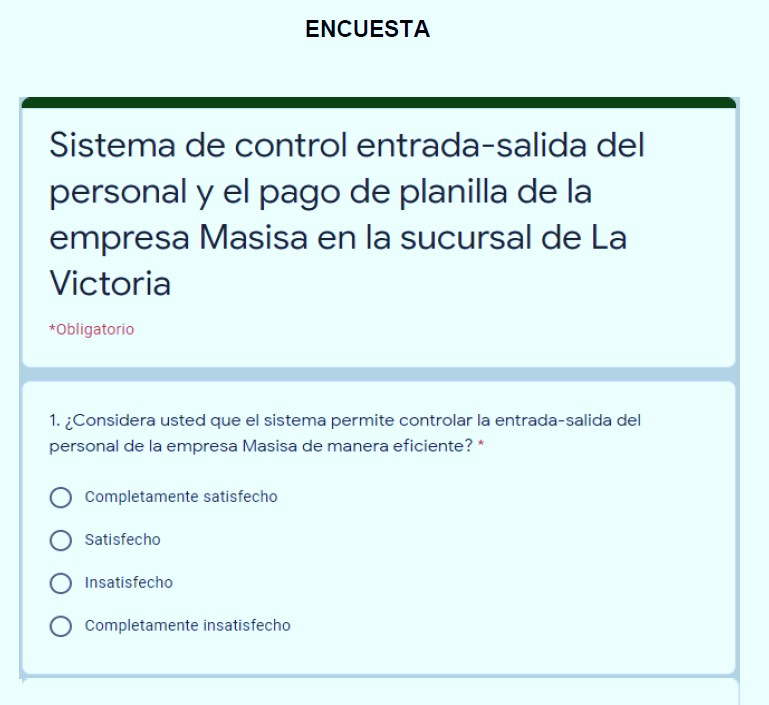 ENCUESTA
Sistema de control entrada-salida del
personal y el pago de planilla de la
empresa Masisa en la sucursal de La
Victoria
*Obligatorio
1. ¿Considera usted que el sistema permite controlar la entrada-salida del
personal de la empresa Masisa de manera eficiente? *
Completamente satisfecho
Satisfecho
Insatisfecho
Completamente insatisfecho